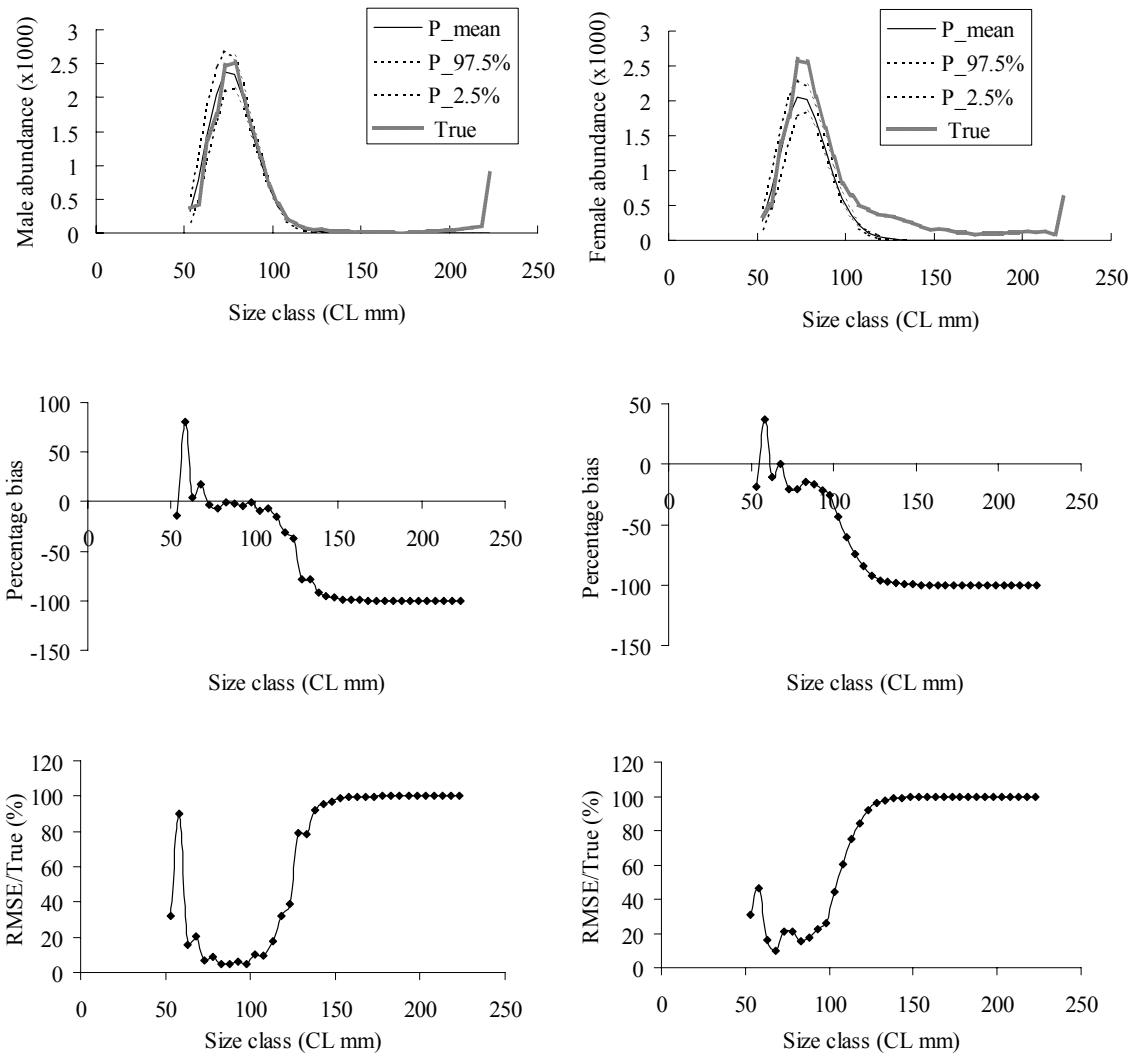 Male abundance (x1000)
3
2.5
2
1.5
1
0.5
0
0 50 100 150 200 250
Size class (CL mm)
P_mean
P_97.5%
P_2.5%
True
Female abundance (x1000)
3
2.5
2
1.5
1
0.5
0
0 50 100 150 200 250
Size class (CL mm)
P_mean
P_97.5%
P_2.5%
True
Percentage bias
100
50
0
-50
-100
-150
0 50 100 150 200 250
Size class (CL mm)
Percentage bias
50
0
-50
-100
-150
0 50 100 150 200 250
Size class (CL mm)
RMSE/True (%)
120
100
80
60
40
20
0
0 50 100 150 200 250
Size class (CL mm)
RMSE/True (%)
120
100
80
60
40
20
0
0 50 100 150 200 250
Size class (CL mm)